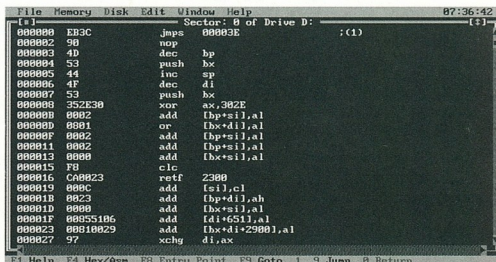 File Memory Disk Edit Window Help 07:36:42
[■] Sector: 0 of Drive D: [↕]
000000 EB3C jmps 00003E ;(1)
000002 90 nop
000003 4D dec bp
000004 53 push bx
000005 44 inc sp
000006 4F dec di
000007 53 push bx
000008 352E30 xor ax,302E
00000B 0002 add [bp+si],al
00000D 0801 or [bx+di],al
00000F 0002 add [bp+si],al
000011 0002 add [bp+si],al
000013 0000 add [bx+si],al
000015 F8 clc
000016 CA0023 retf 2300
000019 000C add [si],cl
00001B 0023 add [bp+di],ah
00001D 0000 add [bx+si],al
00001F 00855106 add [di+651],al
000023 00810029 add [bx+di+2900],al
000027 97 xchg di,ax
F1 Help F4 Hex/Asm F8 Entry Point F9 Goto 1..9 Jump 0 Return